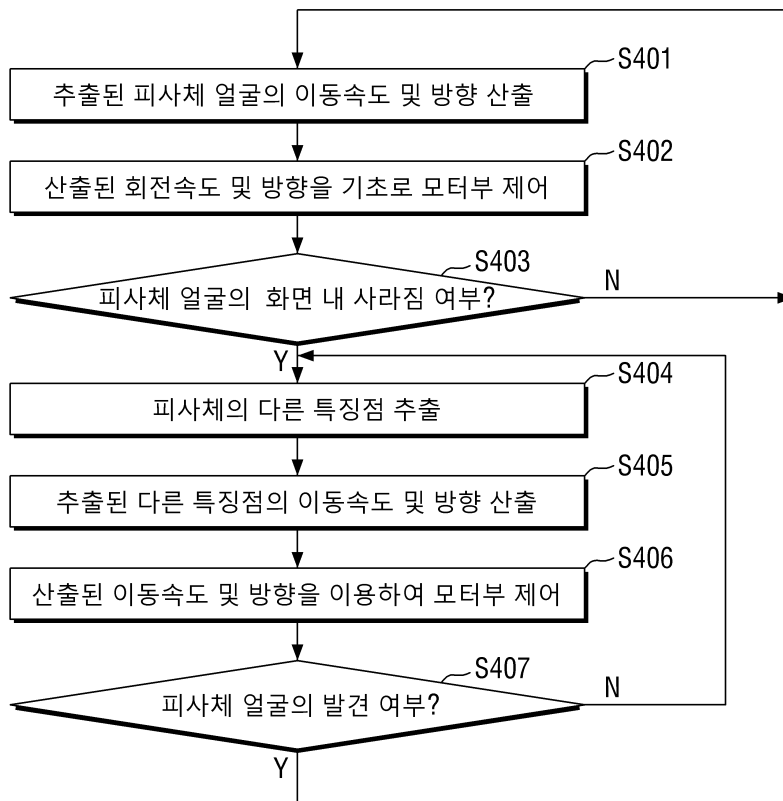 S401
추출된 피사체 얼굴의 이동속도 및 방향 산출
S402
산출된 회전속도 및 방향을 기초로 모터부 제어
S403
피사체 얼굴의 화면 내 사라짐 여부?
N
Y
S404
피사체의 다른 특징점 추출
S405
추출된 다른 특징점의 이동속도 및 방향 산출
S406
산출된 이동속도 및 방향을 이용하여 모터부 제어
S407
피사체 얼굴의 발견 여부?
N
Y